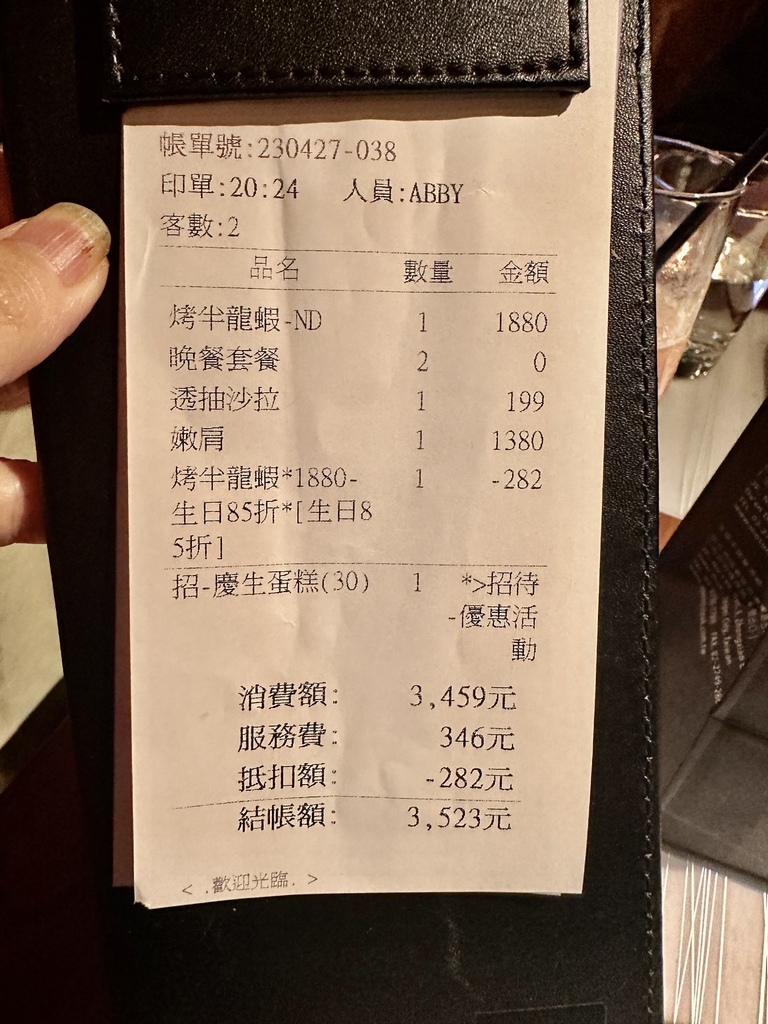 帳單號:230427-038
印單:20:24 人員:ABBY
客數:2
品名 數量 金額
烤半龍蝦-ND 1 1880
晚餐套餐 2 0
透抽沙拉 1 199
嫩肩 1 1380
烤半龍蝦*1880- 1 -282
生日85折*[生日8
5折]
招-慶生蛋糕(30) 1 *>招待
-優惠活
動
消費額: 3,459元
服務費: 346元
抵扣額: -282元
結帳額: 3,523元
< .歡迎光臨. >